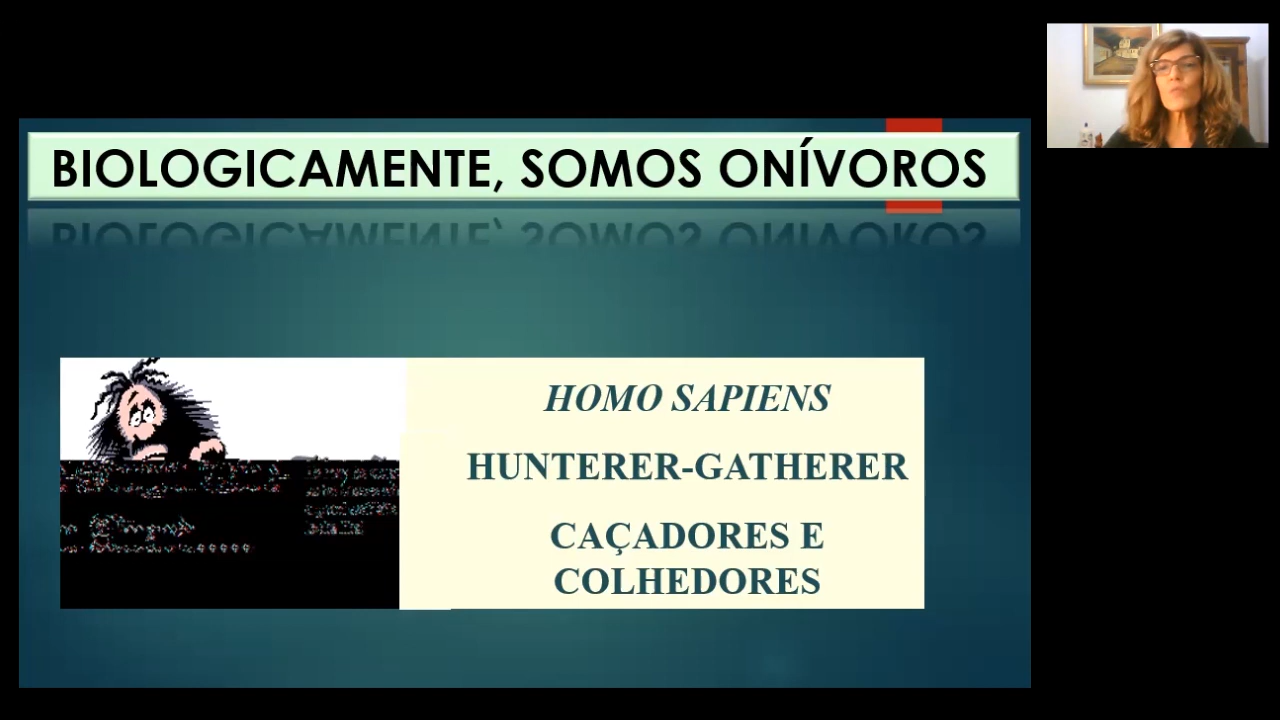 BIOLOGICAMENTE, SOMOS ONÍVOROS
HOMO SAPIENS
HUNTERER-GATHERER
CAÇADORES E
COLHEDORES